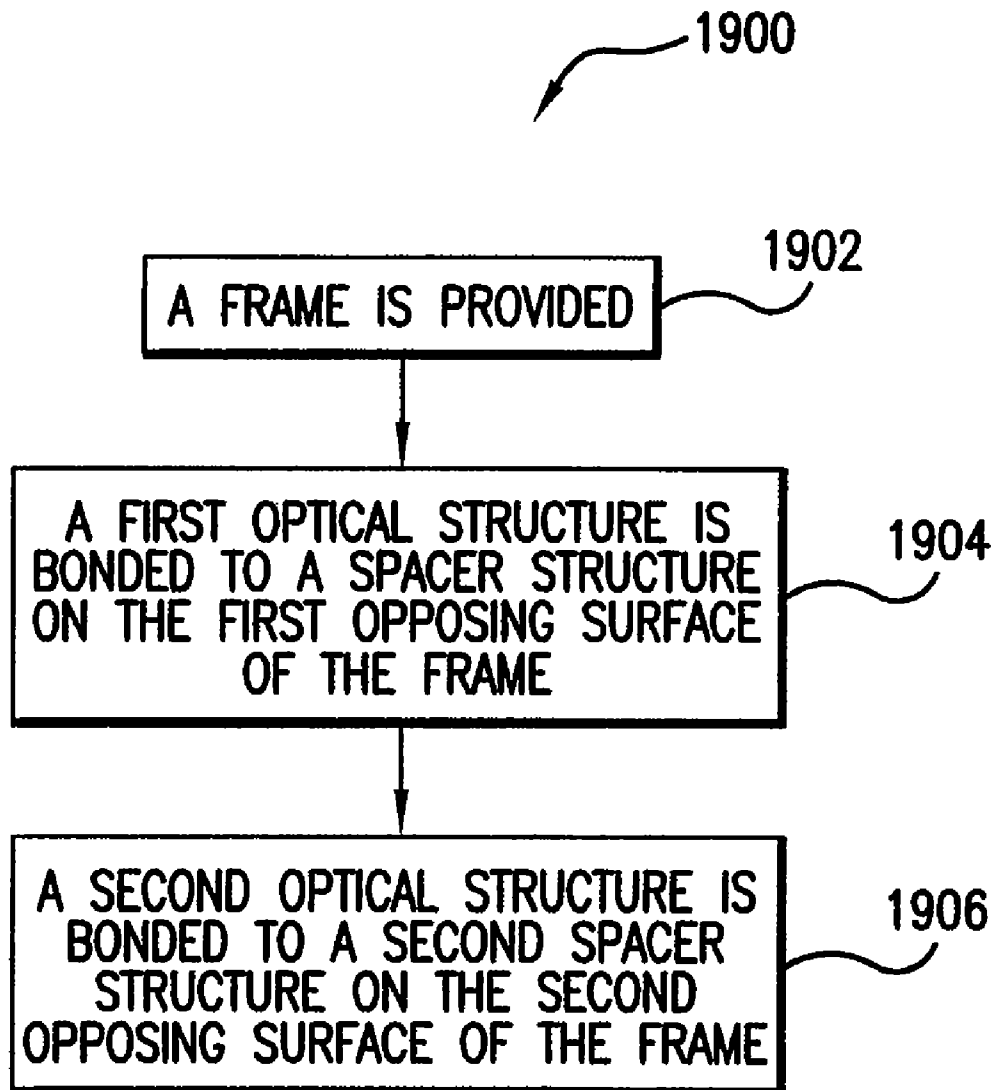 1900
1902
A FRAME IS PROVIDED
A FIRST OPTICAL STRUCTURE IS
BONDED TO A SPACER STRUCTURE
ON THE FIRST OPPOSING SURFACE
OF THE FRAME
1904
A SECOND OPTICAL STRUCTURE IS
BONDED TO A SECOND SPACER
STRUCTURE ON THE SECOND
OPPOSING SURFACE OF THE FRAME
1906